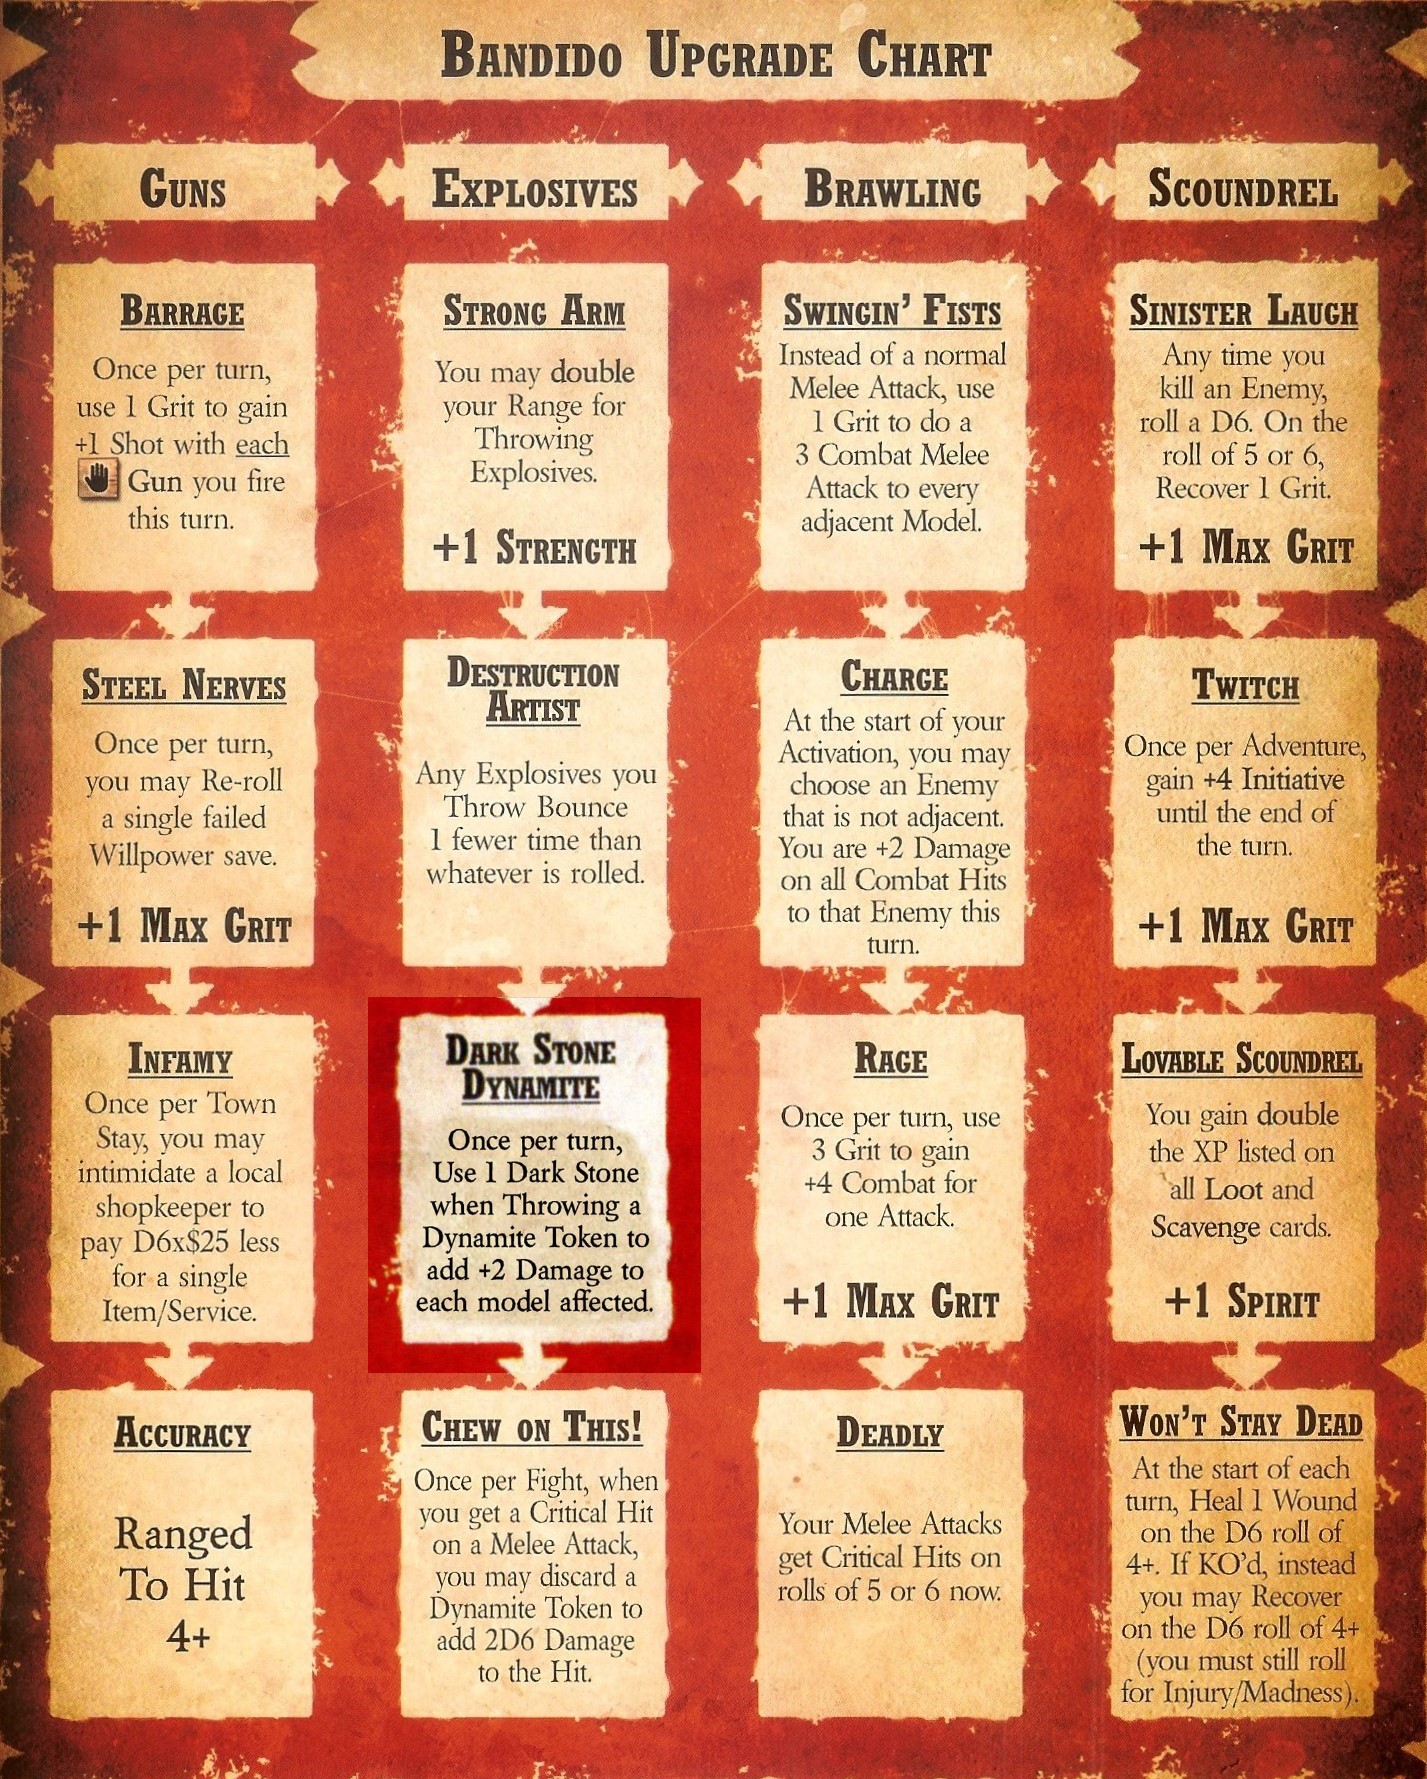 BANDIDO UPGRADE CHART
GUNS
BARRAGE
Once per turn,
use 1 Grit to gain
+1 Shot with each
Gun you fire
this turn.
STEEL NERVES
Once per turn,
you may Re-roll
a single failed
Willpower save.
+1 MAX GRIT
INFAMY
Once per Town
Stay, you may
intimidate a local
shopkeeper to
pay D6x$25 less
for a single
Item/Service.
ACCURACY
Ranged
To Hit
4+
EXPLOSIVES
STRONG ARM
You may double
your Range for
Throwing
Explosives.
+1 STRENGTH
DESTRUCTION
ARTIST
Any Explosives you
Throw Bounce
1 fewer time than
whatever is rolled.
DARK STONE
DYNAMITE
Once per turn,
Use 1 Dark Stone
when Throwing a
Dynamite Token to
add +2 Damage to
each model affected.
CHEW ON THIS!
Once per Fight, when
you get a Critical Hit
on a Melee Attack,
you may discard a
Dynamite Token to
add 2D6 Damage
to the Hit.
BRAWLING
SWINGIN' FISTS
Instead of a normal
Melee Attack, use
1 Grit to do a
3 Combat Melee
Attack to every
adjacent Model.
CHARGE
At the start of your
Activation, you may
choose an Enemy
that is not adjacent.
You are +2 Damage
on all Combat Hits
to that Enemy this
turn.
RAGE
Once per turn, use
3 Grit to gain
+4 Combat for
one Attack.
+1 MAX GRIT
DEADLY
Your Melee Attacks
get Critical Hits on
rolls of 5 or 6 now.
SCOUNDREL
SINISTER LAUGH
Any time you
kill an Enemy,
roll a D6. On the
roll of 5 or 6,
Recover 1 Grit.
+1 MAX GRIT
TWITCH
Once per Adventure,
gain +4 Initiative
until the end of
the turn.
+1 MAX GRIT
LOVABLE SCOUNDREL
You gain double
the XP listed on
all Loot and
Scavenge cards.
+1 SPIRIT
WON'T STAY DEAD
At the start of each
turn, Heal 1 Wound
on the D6 roll of
4+. If KO'd, instead
you may Recover
on the D6 roll of 4+
(you must still roll
for Injury/Madness).